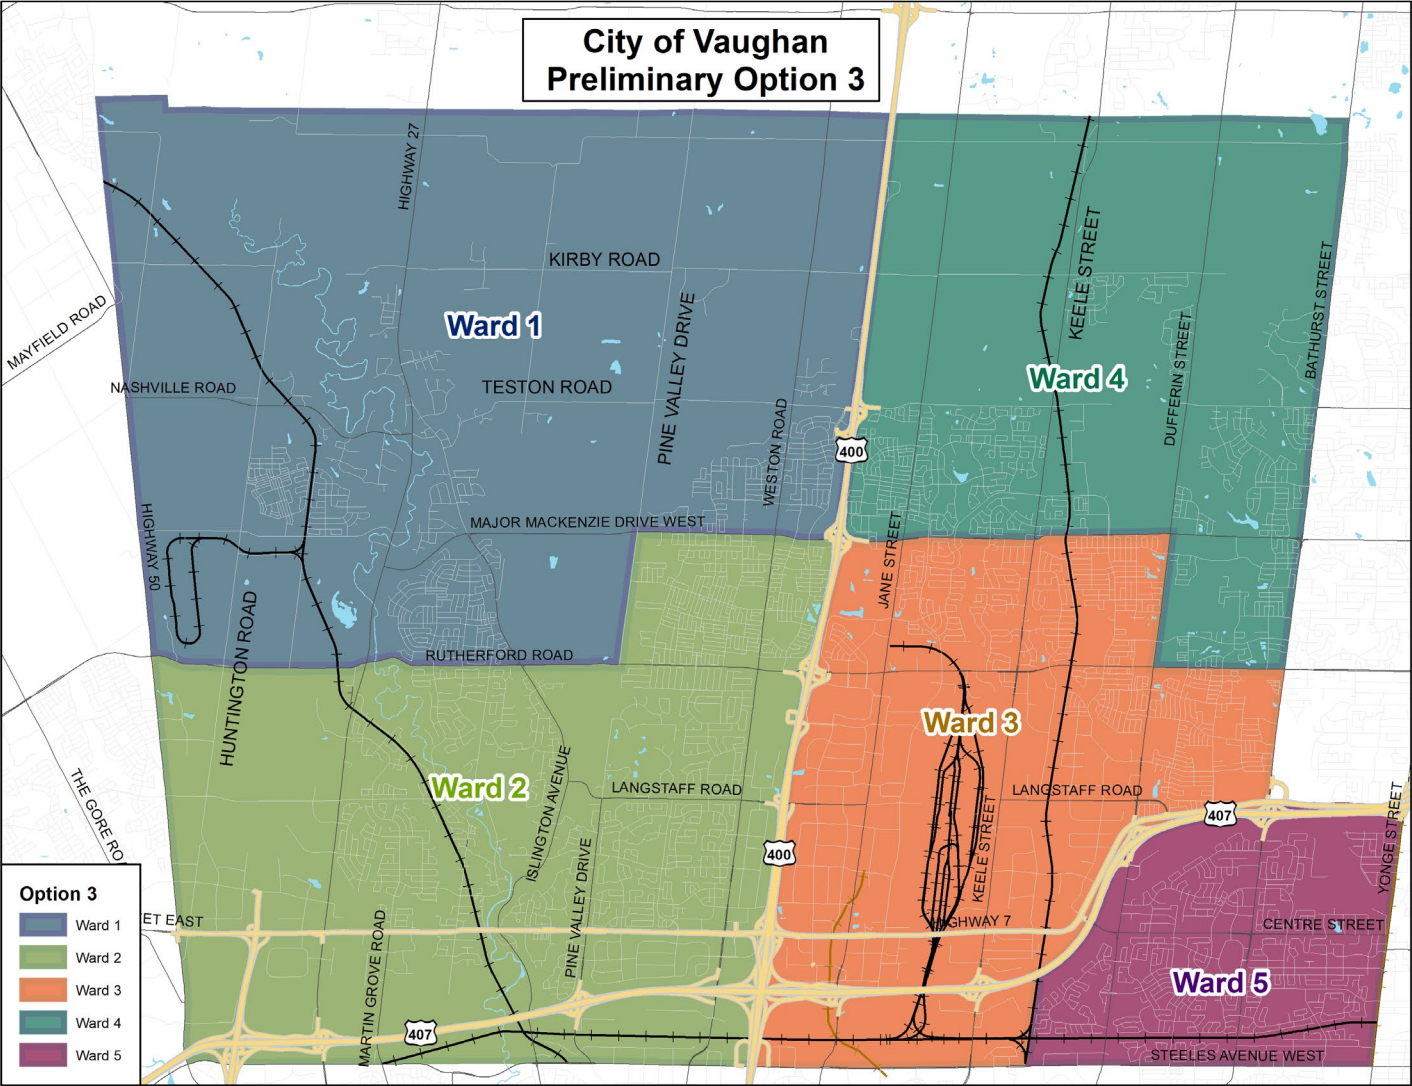 City of Vaughan
Preliminary Option 3
HIGHWAY 27
KIRBY ROAD
KEELE STREET
BATHURST STREET
MAYFIELD ROAD
Ward 1
PINE VALLEY DRIVE
DUFFERIN STREET
NASHVILLE ROAD
TESTON ROAD
Ward 4
WESTON ROAD
400
HIGHWAY 50
MAJOR MACKENZIE DRIVE WEST
JANE STREET
HUNTINGTON ROAD
RUTHERFORD ROAD
Ward 3
THE GORE RO
Ward 2
ISLINGTON AVENUE
LANGSTAFF ROAD
LANGSTAFF ROAD
407
YONGE STREET
400
KEELE STREET
PINE VALLEY DRIVE
Option 3
Ward 1
Ward 2
Ward 3
Ward 4
Ward 5
ET EAST
GHWAY 7
CENTRE STREET
MARTIN GROVE ROAD
Ward 5
407
STEELES AVENUE WEST